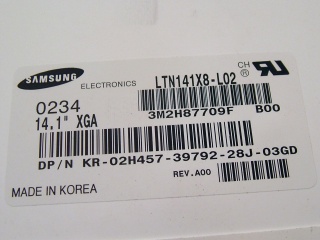 SAMSUNG ELECTRONICS LTN141X8-L02 CH ®
0234 3M2H87709F B00
14.1" XGA
DP/N KR-02H457-39792-28J-03GD
REV.A00
MADE IN KOREA